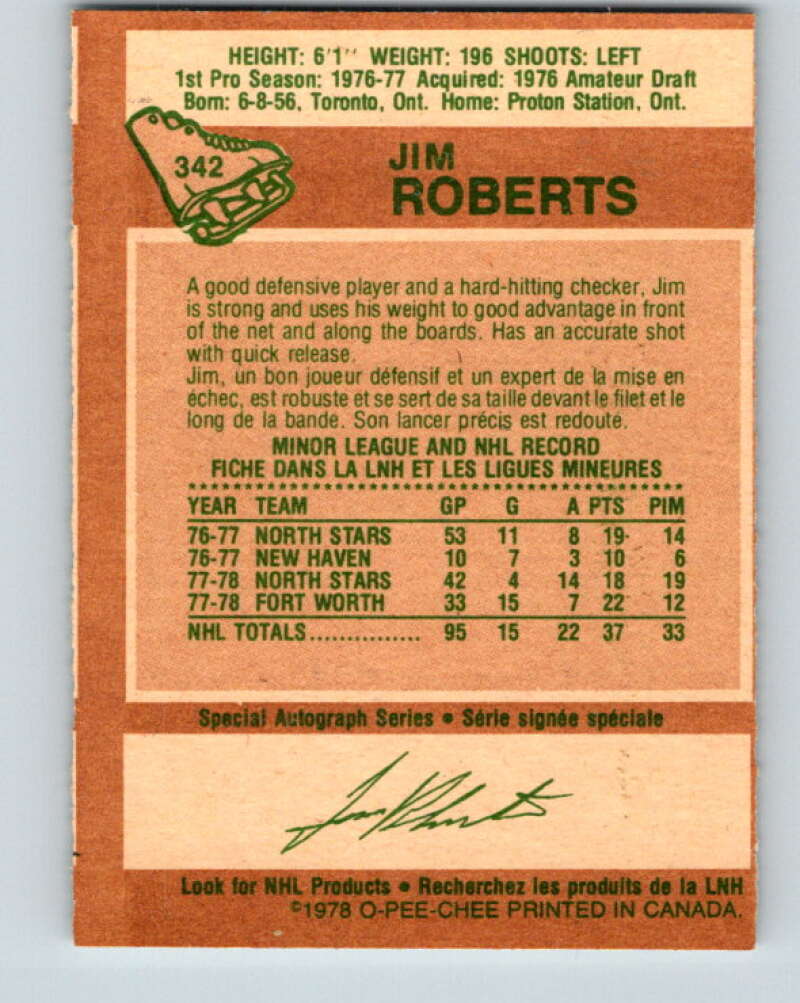 HEIGHT: 6'1" WEIGHT: 196 SHOOTS: LEFT
1st Pro Season: 1976-77 Acquired: 1976 Amateur Draft
Born: 6-8-56, Toronto, Ont. Home: Proton Station, Ont.
342
JIM
ROBERTS
A good defensive player and a hard-hitting checker, Jim
is strong and uses his weight to good advantage in front
of the net and along the boards. Has an accurate shot
with quick release.
Jim, un bon joueur défensif et un expert de la mise en
échec, est robuste et se sert de sa taille devant le filet et le
long de la bande. Son lancer précis est redouté.
MINOR LEAGUE AND NHL RECORD
FICHE DANS LA LNH ET LES LIGUES MINEURES
YEAR TEAM GP G A PTS PIM
76-77 NORTH STARS 53 11 8 19 14
76-77 NEW HAVEN 10 7 3 10 6
77-78 NORTH STARS 42 4 14 18 19
77-78 FORT WORTH 33 15 7 22 12
NHL TOTALS............... 95 15 22 37 33
Special Autograph Series • Série signée spéciale
Jim Roberts
Look for NHL Products • Recherchez les produits de la LNH
©1978 O-PEE-CHEE PRINTED IN CANADA.